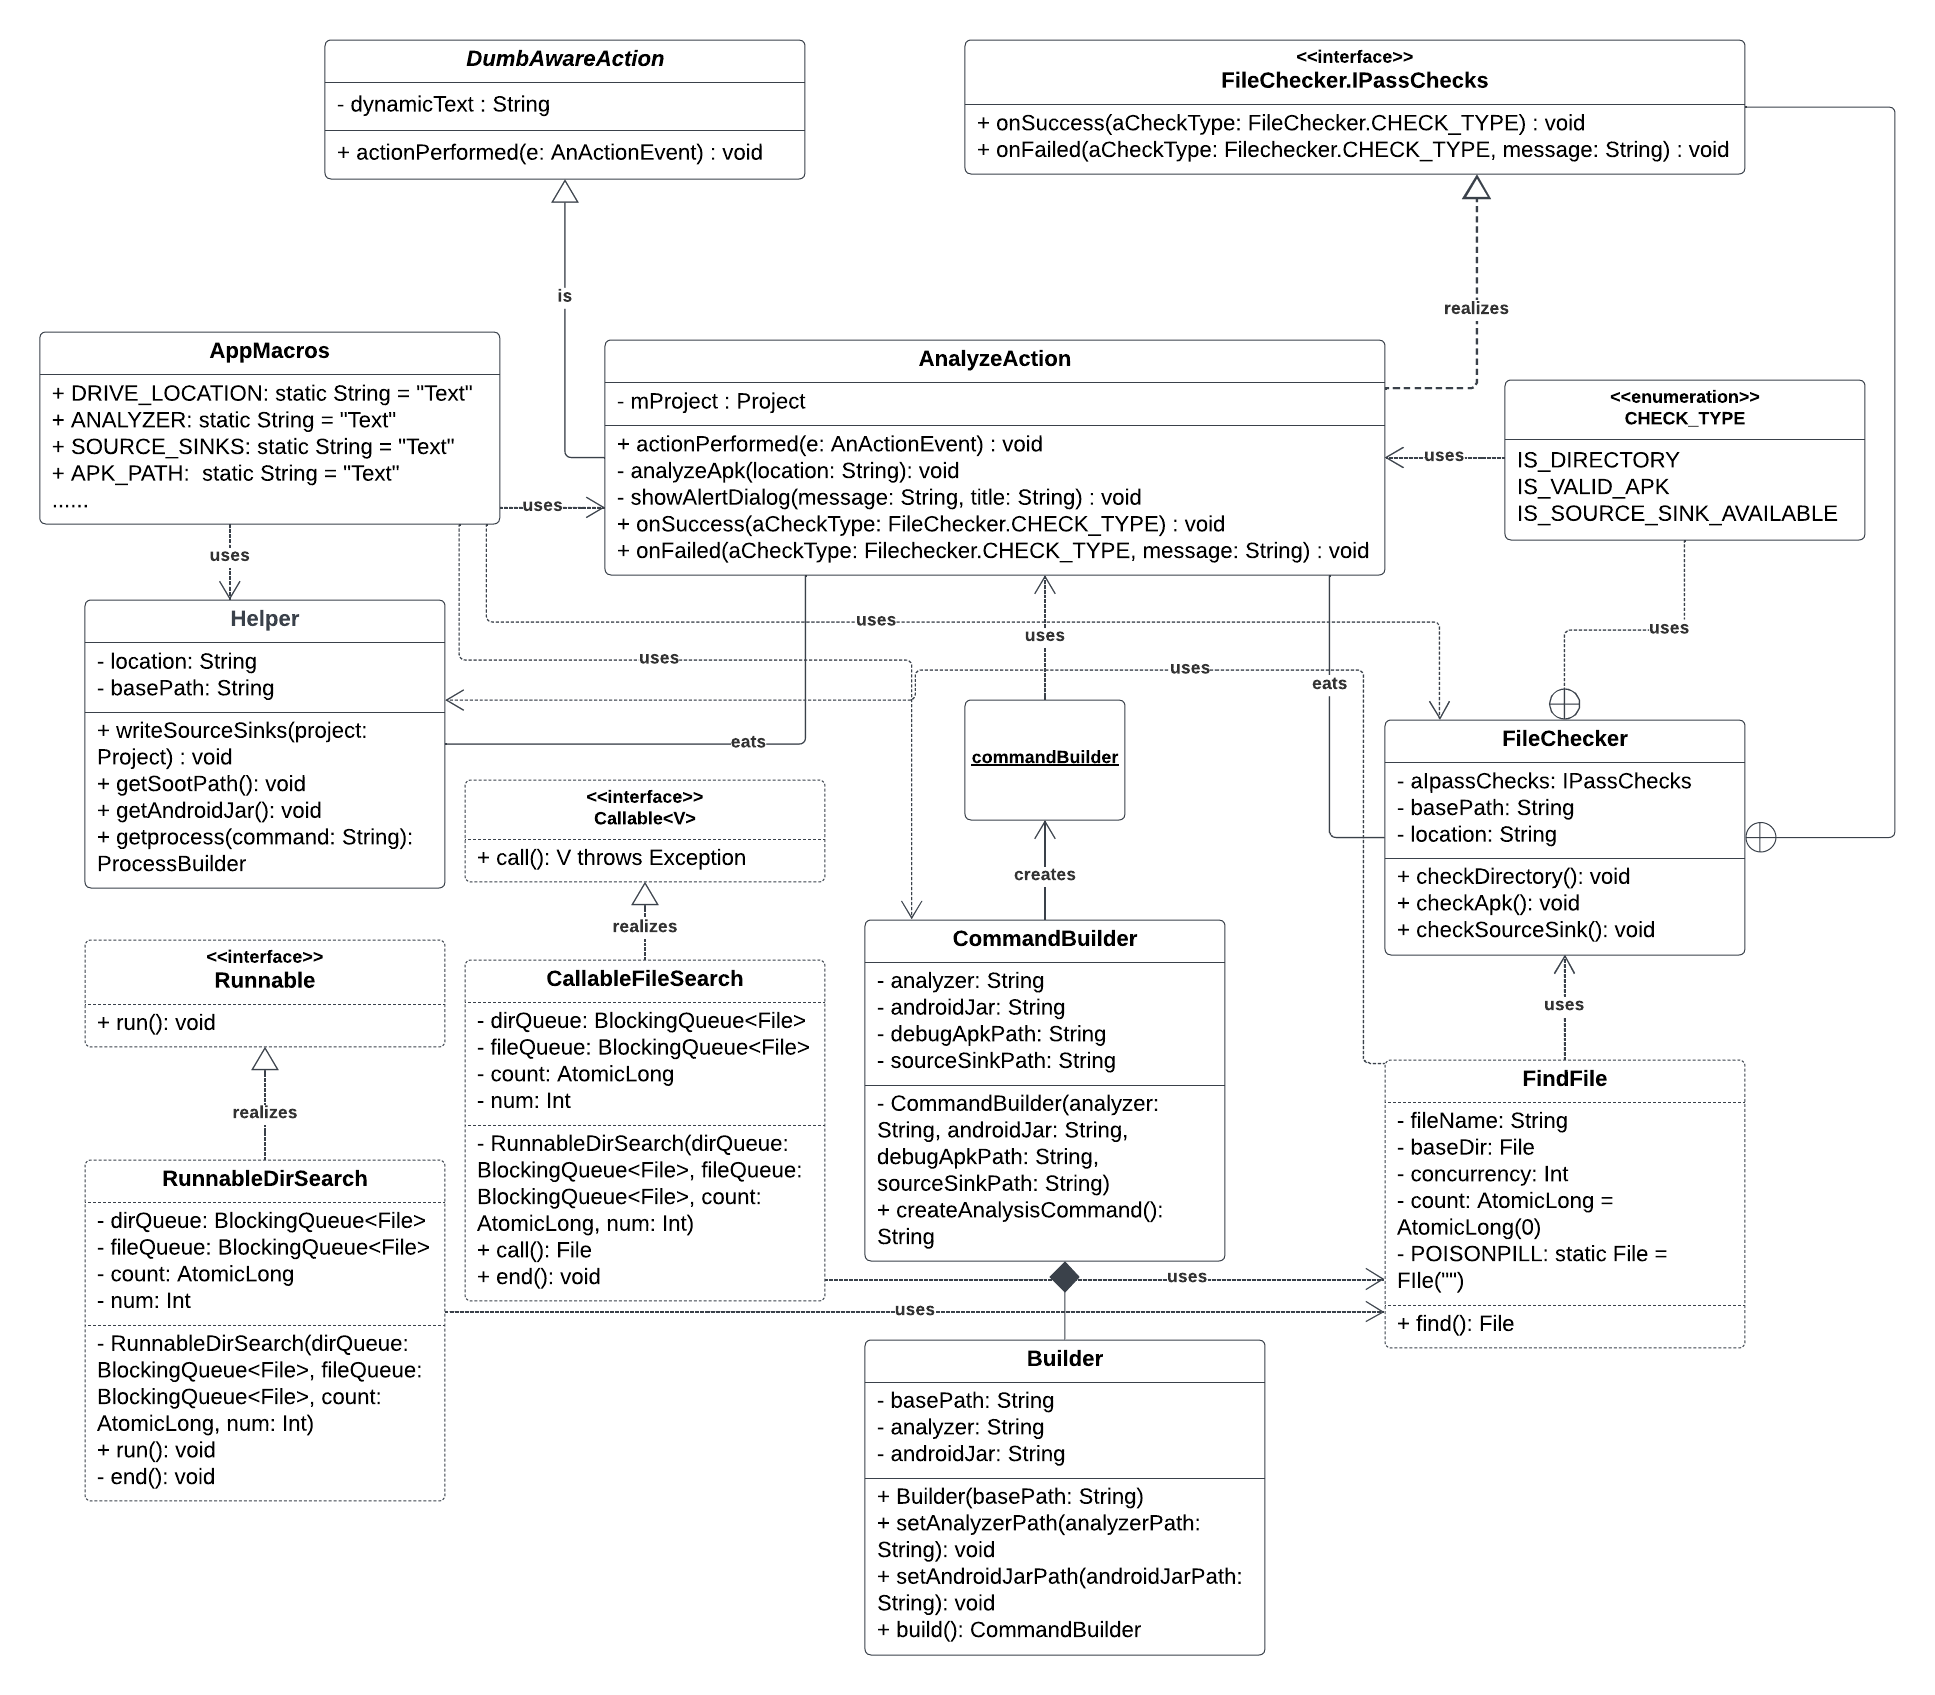 DumbAwareAction
- dynamicText : String
+ actionPerformed(e: AnActionEvent) : void
<<interface>>
FileChecker.IPassChecks
+ onSuccess(aCheckType: FileChecker.CHECK_TYPE) : void
+ onFailed(aCheckType: Filechecker.CHECK_TYPE, message: String) : void
is
realizes
AppMacros
+ DRIVE_LOCATION: static String = "Text"
+ ANALYZER: static String = "Text"
+ SOURCE_SINKS: static String = "Text"
+ APK_PATH:  static String = "Text"
......
AnalyzeAction
- mProject : Project
+ actionPerformed(e: AnActionEvent) : void
- analyzeApk(location: String): void
- showAlertDialog(message: String, title: String) : void
+ onSuccess(aCheckType: FileChecker.CHECK_TYPE) : void
+ onFailed(aCheckType: Filechecker.CHECK_TYPE, message: String) : void
<<enumeration>>
CHECK_TYPE
IS_DIRECTORY
IS_VALID_APK
IS_SOURCE_SINK_AVAILABLE
uses
uses
uses
uses
uses
uses
uses
uses
eats
eats
Helper
- location: String
- basePath: String
+ writeSourceSinks(project:
Project) : void
+ getSootPath(): void
+ getAndroidJar(): void
+ getprocess(command: String):
ProcessBuilder
commandBuilder
FileChecker
- aIpassChecks: IPassChecks
- basePath: String
- location: String
+ checkDirectory(): void
+ checkApk(): void
+ checkSourceSink(): void
<<interface>>
Callable<V>
+ call(): V throws Exception
creates
realizes
<<interface>>
Runnable
+ run(): void
realizes
CallableFileSearch
- dirQueue: BlockingQueue<File>
- fileQueue: BlockingQueue<File>
- count: AtomicLong
- num: Int
- RunnableDirSearch(dirQueue:
BlockingQueue<File>, fileQueue:
BlockingQueue<File>, count:
AtomicLong, num: Int)
+ call(): File
+ end(): void
CommandBuilder
- analyzer: String
- androidJar: String
- debugApkPath: String
- sourceSinkPath: String
- CommandBuilder(analyzer:
String, androidJar: String,
debugApkPath: String,
sourceSinkPath: String)
+ createAnalysisCommand():
String
uses
FindFile
- fileName: String
- baseDir: File
- concurrency: Int
- count: AtomicLong =
AtomicLong(0)
- POISONPILL: static File =
FIle("")
+ find(): File
RunnableDirSearch
- dirQueue: BlockingQueue<File>
- fileQueue: BlockingQueue<File>
- count: AtomicLong
- num: Int
- RunnableDirSearch(dirQueue:
BlockingQueue<File>, fileQueue:
BlockingQueue<File>, count:
AtomicLong, num: Int)
+ run(): void
- end(): void
uses
uses
Builder
- basePath: String
- analyzer: String
- androidJar: String
+ Builder(basePath: String)
+ setAnalyzerPath(analyzerPath:
String): void
+ setAndroidJarPath(androidJarPath:
String): void
+ build(): CommandBuilder